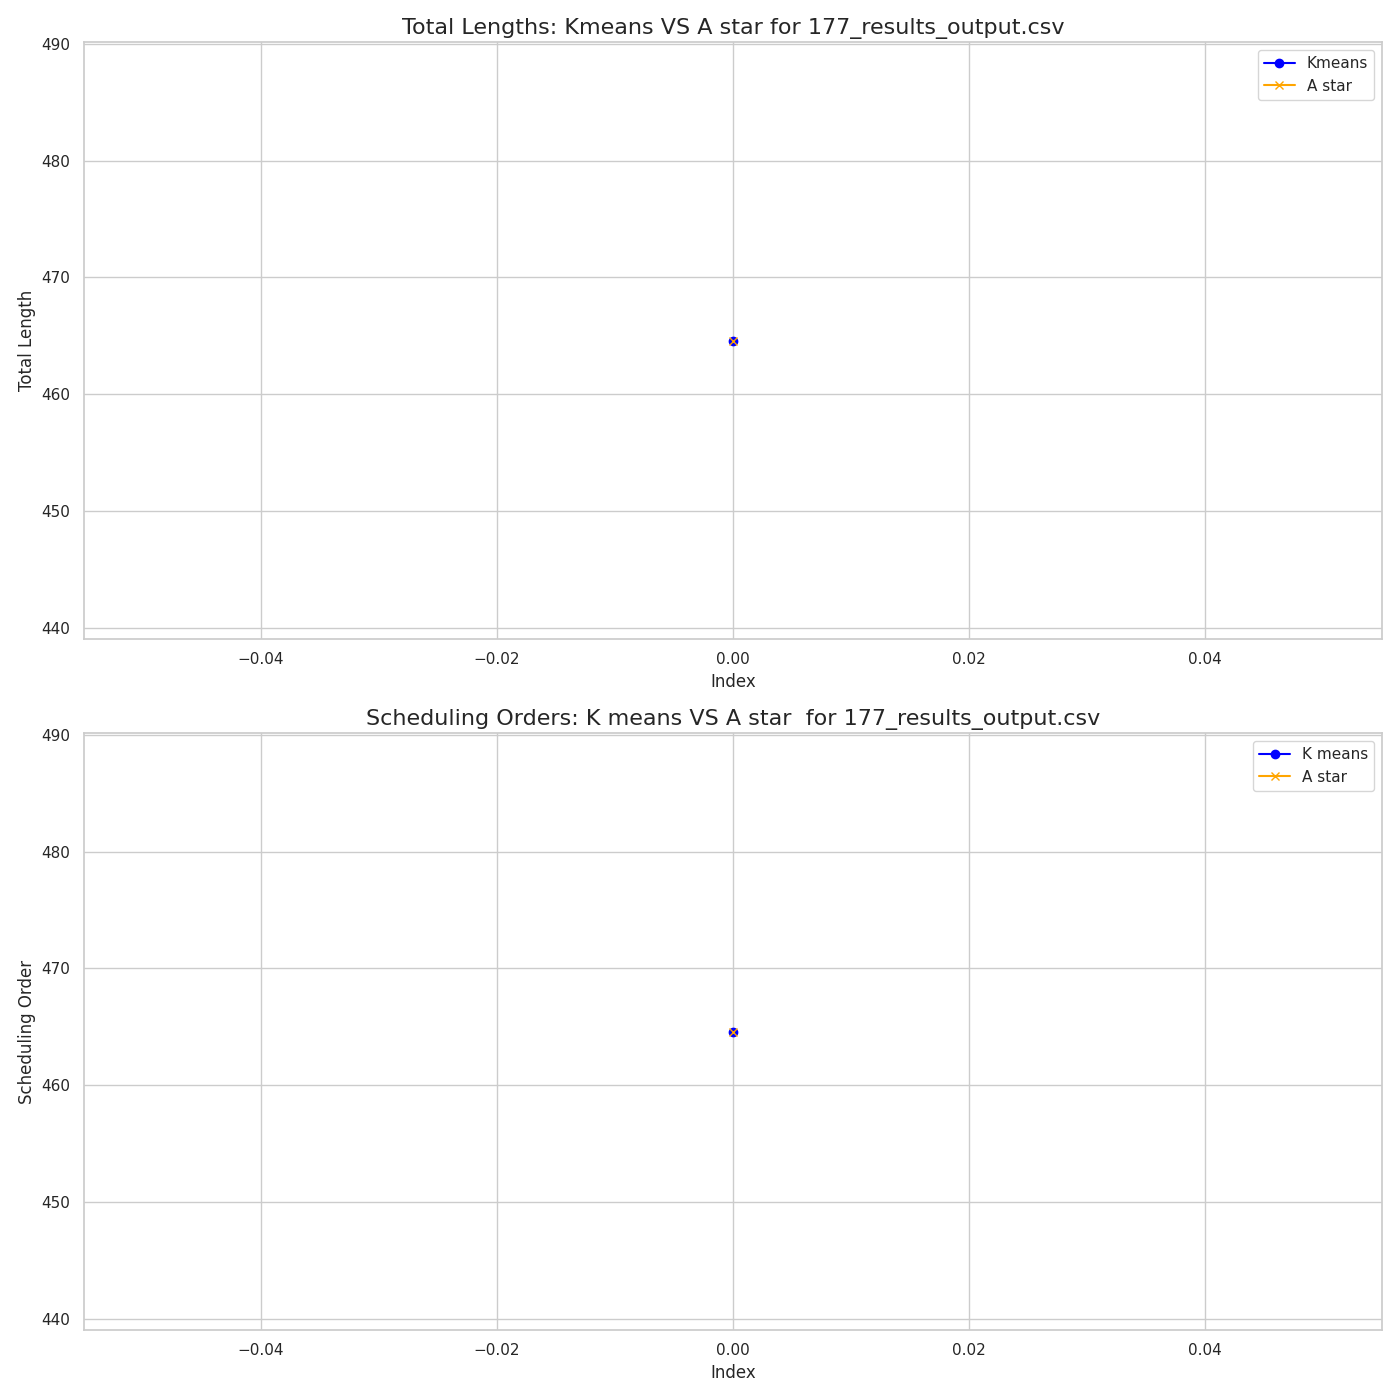 Total Lengths: Kmeans VS A star for 177_results_output.csv
490
480
470
460
450
440
Total Length
Kmeans
A star
−0.04
−0.02
0.00
0.02
0.04
Index
Scheduling Orders: K means VS A star  for 177_results_output.csv
490
480
470
460
450
440
Scheduling Order
K means
A star
−0.04
−0.02
0.00
0.02
0.04
Index